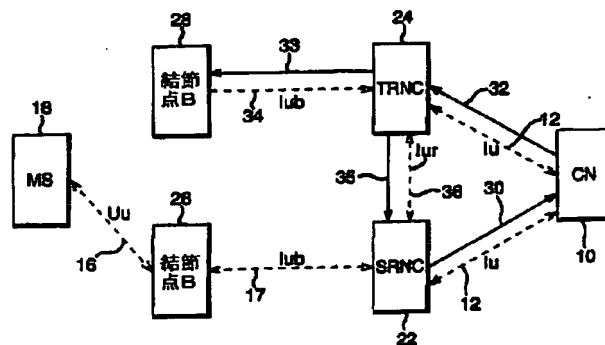 28
24
33
結節
点B
34
Iub
TRNC
32
12
Iu
18
MS
35
Iur
36
CN
26
30
10
Uu
16
結節
点B
Iub
17
SRNC
Iu
12
22